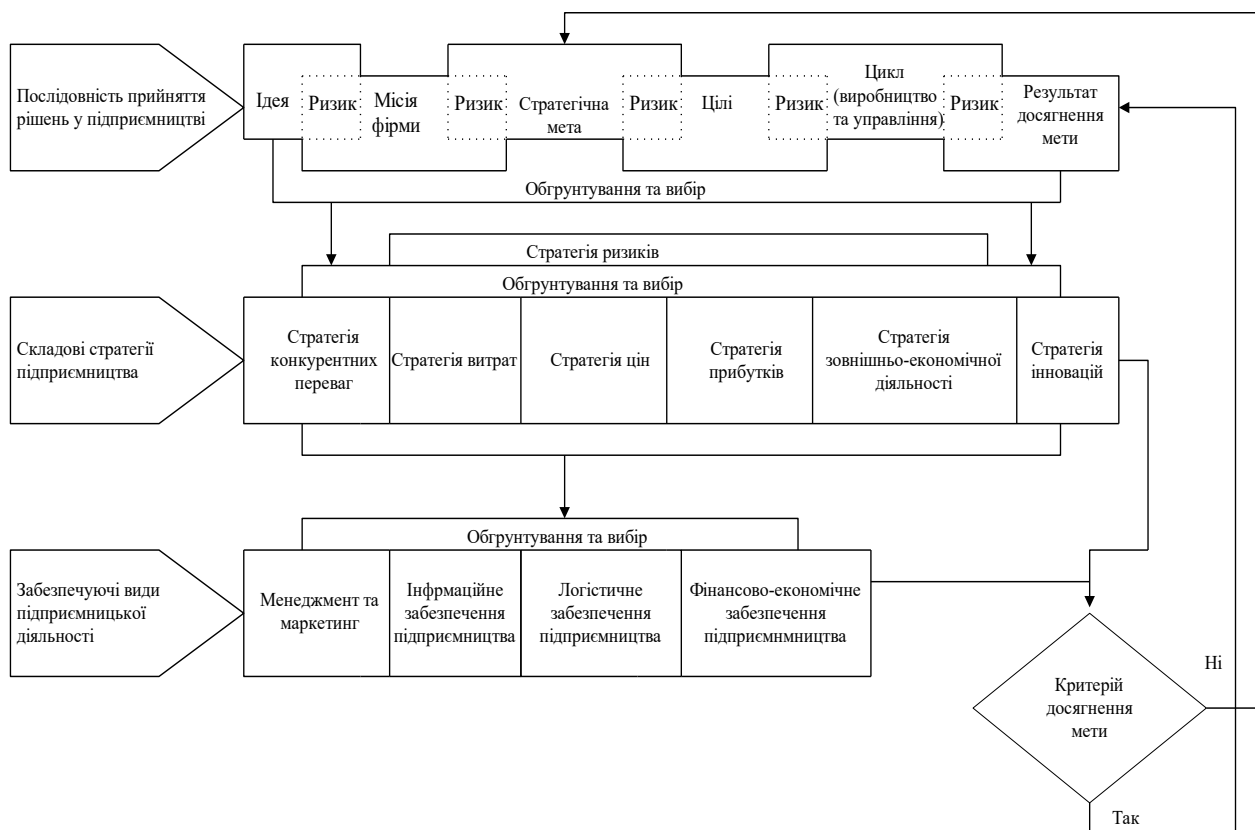 Послідовність прийняття
рішень у підприємництві
Ідея
Ризик
Місія
фірми
Ризик
Стратегічна
мета
Ризик
Цілі
Ризик
Цикл
(виробництво
та управління)
Ризик
Результат
досягнення
мети
Обгрунтування та вибір
Стратегія ризиків
Обгрунтування та вибір
Складові стратегії
підприємництва
Стратегія
конкурентних
переваг
Стратегія витрат
Стратегія цін
Стратегія
прибутків
Стратегія
зовнішньо-економічної
діяльності
Стратегія
інновацій
Обгрунтування та вибір
Забезпечуючі види
підприємницької
діяльності
Менеджмент та
маркетинг
Інфрмаційне
забезпечення
підприємництва
Логістичне
забезпечення
підприємництва
Фінансово-економічне
забезпечення
підприємнмництва
Ні
Критерій
досягнення
мети
Так